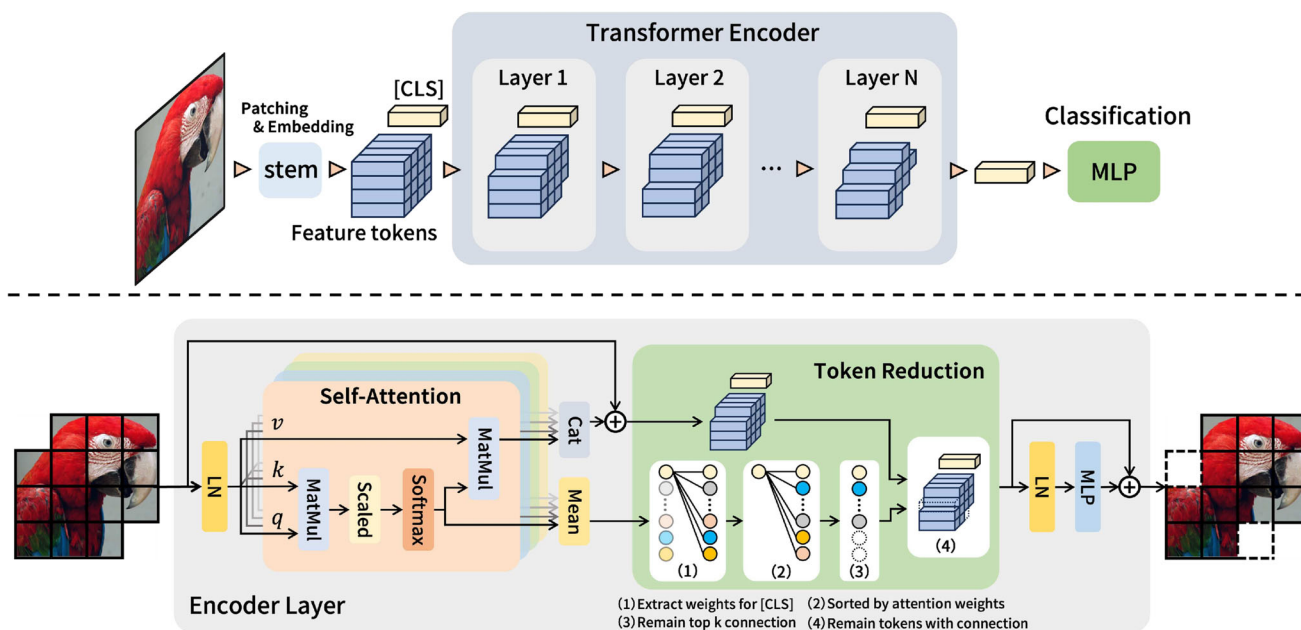 Transformer Encoder
Layer 1
Layer 2
Layer N
[CLS]
Patching
& Embedding
stem
Feature tokens
...
Classification
MLP
Token Reduction
Self-Attention
v
k
q
LN
MatMul
Scaled
Softmax
MatMul
Cat
Mean
(1)
(2)
(3)
(4)
LN
MLP
Encoder Layer
(1) Extract weights for [CLS]
(2) Sorted by attention weights
(3) Remain top k connection
(4) Remain tokens with connection